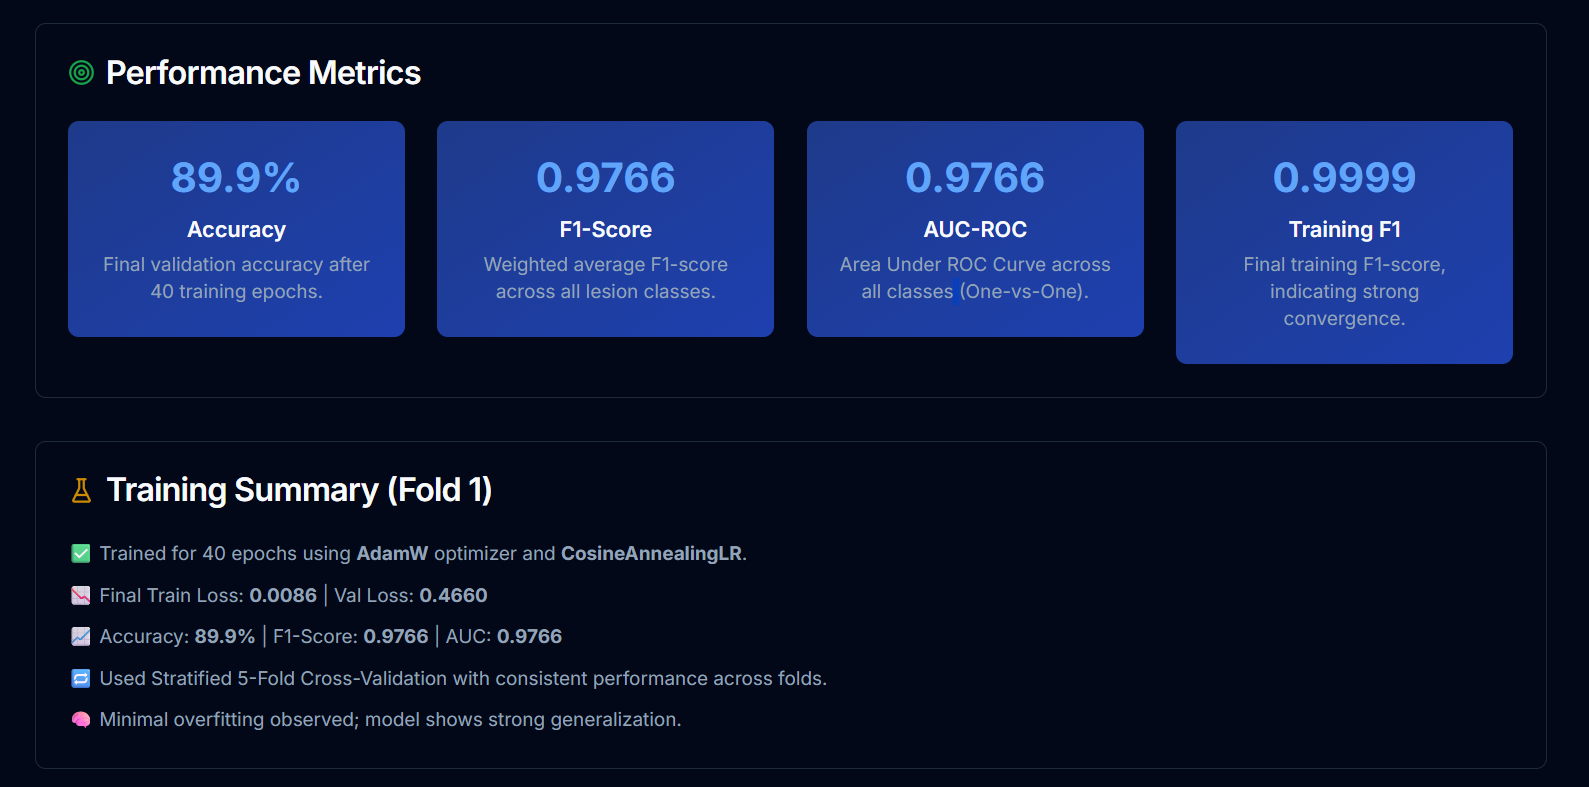 Performance Metrics
89.9%
Accuracy
Final validation accuracy after
40 training epochs.
0.9766
F1-Score
Weighted average F1-score
across all lesion classes.
0.9766
AUC-ROC
Area Under ROC Curve across
all classes (One-vs-One).
0.9999
Training F1
Final training F1-score,
indicating strong
convergence.
Training Summary (Fold 1)
Trained for 40 epochs using AdamW optimizer and CosineAnnealingLR.
Final Train Loss: 0.0086 | Val Loss: 0.4660
Accuracy: 89.9% | F1-Score: 0.9766 | AUC: 0.9766
Used Stratified 5-Fold Cross-Validation with consistent performance across folds.
Minimal overfitting observed; model shows strong generalization.